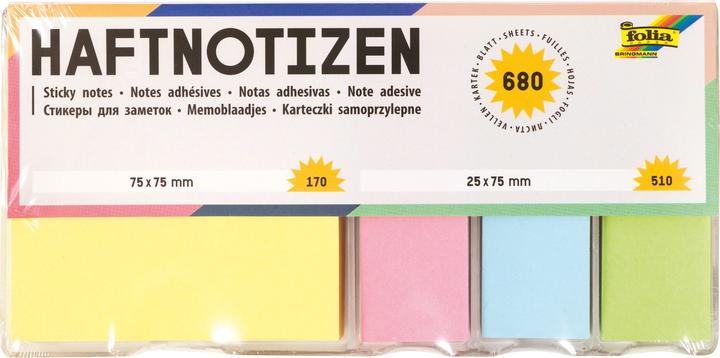 HAFTNOTIZEN
Sticky notes • Notes adhésives • Notas adhesivas • Note adesive
Стикеры для заметок • Memoblaadjes • Karteczki samoprzylepne
BLATT • SHEETS • FUILLES • HOJAS • FOGLI • ЛИСТА • VELLEN • KARTEK •
680
folia
BRINGMANN
75 x 75 mm
170
25 x 75 mm
510